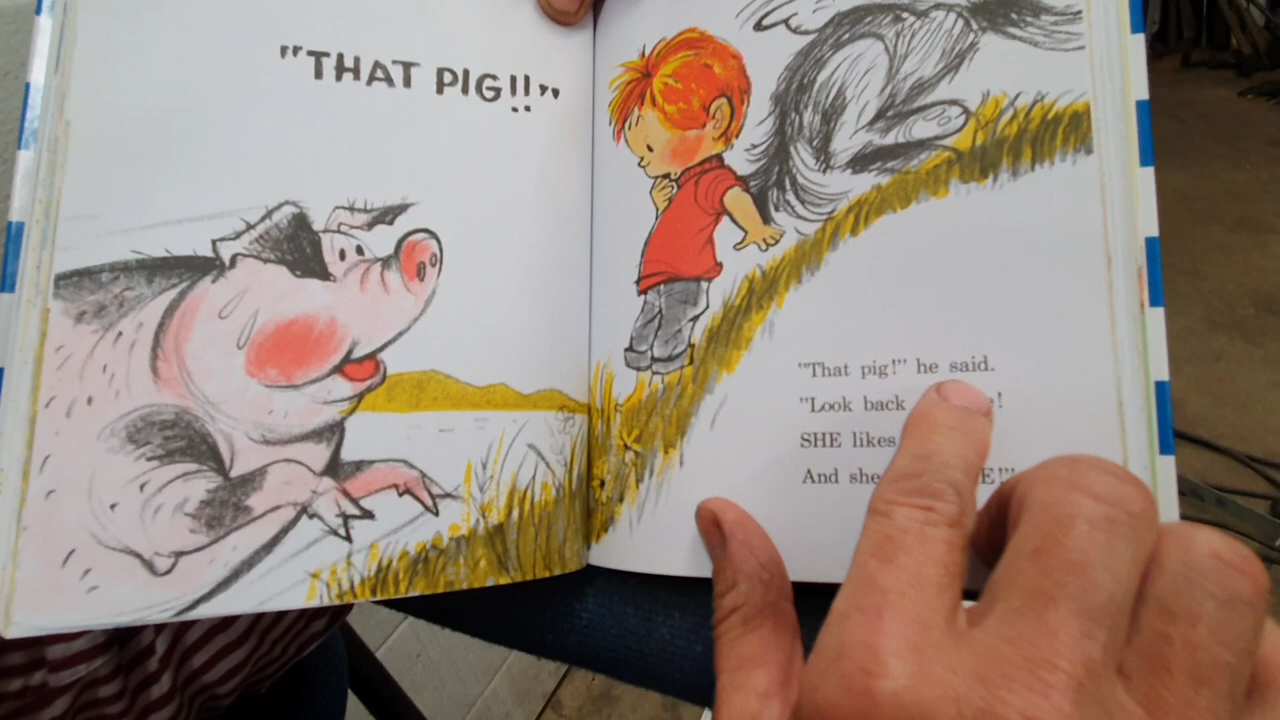 "THAT PIG!!"
"That pig!" he said.
"Look back
SHE likes
And she